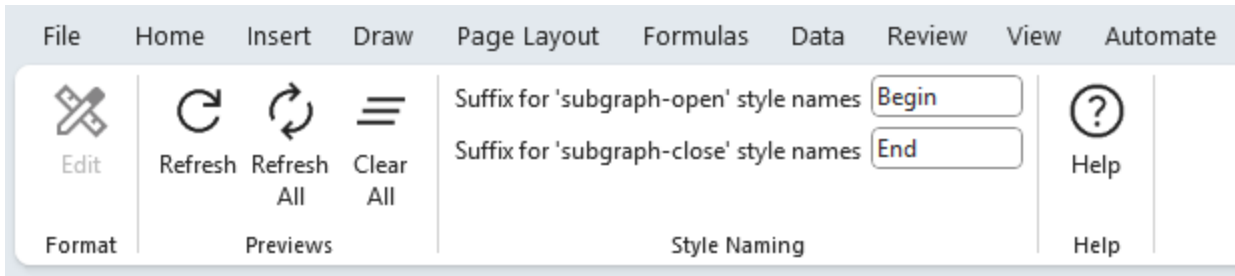 File Home Insert Draw Page Layout Formulas Data Review View Automate
Edit
Format
Refresh
Refresh
All
Clear
All
Previews
Suffix for 'subgraph-open' style names Begin
Suffix for 'subgraph-close' style names End
Style Naming
Help
Help